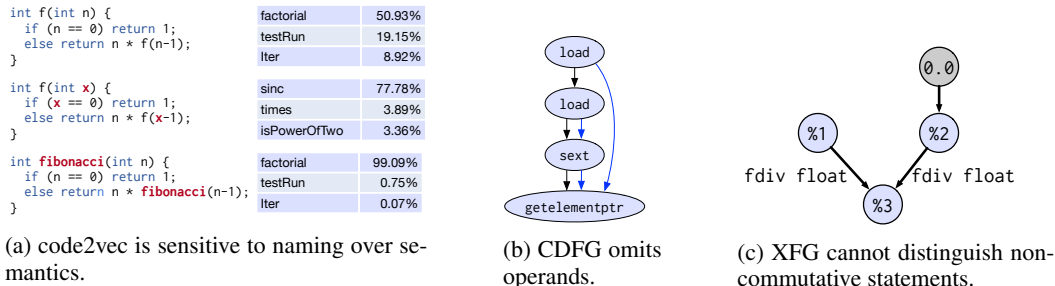 int f(int n) {
if (n == 0) return 1;
else return n * f(n-1);
}
factorial 50.93%
testRun 19.15%
Iter 8.92%
int f(int x) {
if (x == 0) return 1;
else return n * f(x-1);
}
sinc 77.78%
times 3.89%
isPowerOfTwo 3.36%
int fibonacci(int n) {
if (n == 0) return 1;
else return n * fibonacci(n-1);
}
factorial 99.09%
testRun 0.75%
Iter 0.07%
(a) code2vec is sensitive to naming over se-
mantics.
load
load
sext
getelementptr
(b) CDFG omits
operands.
0.0
%1 %2
fdiv float fdiv float
%3
(c) XFG cannot distinguish non-
commutative statements.